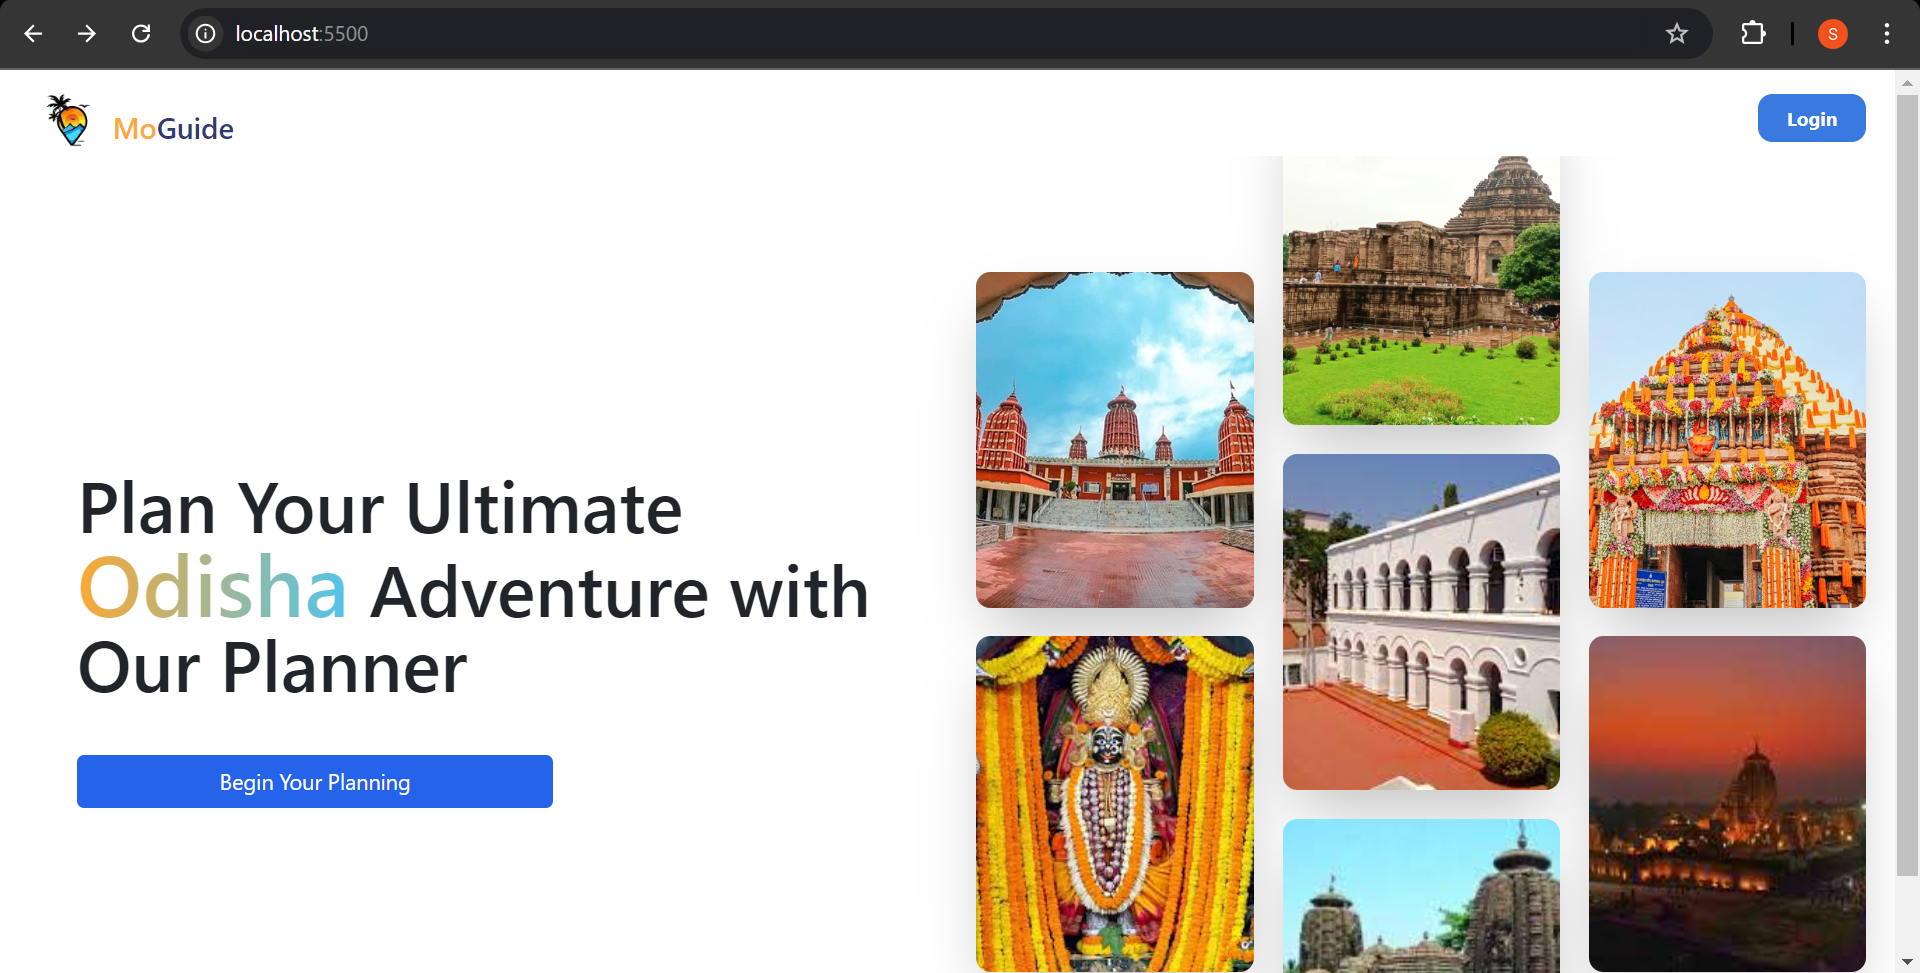 localhost:5500
S
MoGuide
Login
Plan Your Ultimate
Odisha Adventure with
Our Planner
Begin Your Planning